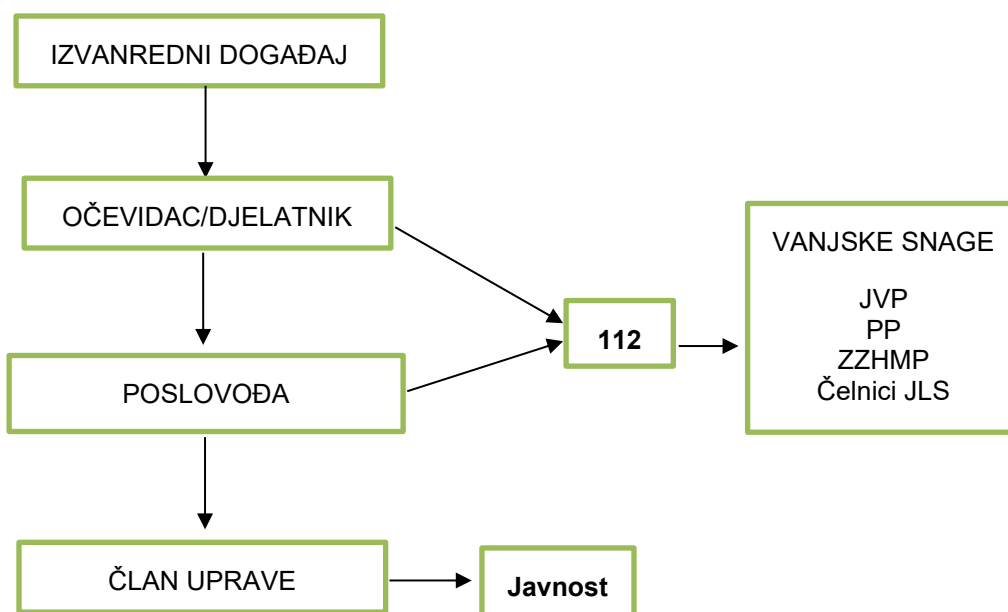 IZVANREDNI DOGAĐAJ
OČEVIDAC/DJELATNIK
POSLOVOĐA
ČLAN UPRAVE
112
Javnost
VANJSKE SNAGE
JVP
PP
ZZHMP
Čelnici JLS